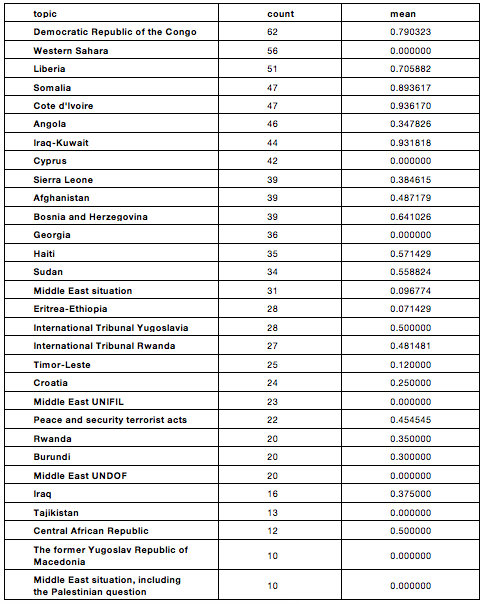 topic count mean
Democratic Republic of the Congo 62 0.790323
Western Sahara 56 0.000000
Liberia 51 0.705882
Somalia 47 0.893617
Cote d'Ivoire 47 0.936170
Angola 46 0.347826
Iraq-Kuwait 44 0.931818
Cyprus 42 0.000000
Sierra Leone 39 0.384615
Afghanistan 39 0.487179
Bosnia and Herzegovina 39 0.641026
Georgia 36 0.000000
Haiti 35 0.571429
Sudan 34 0.558824
Middle East situation 31 0.096774
Eritrea-Ethiopia 28 0.071429
International Tribunal Yugoslavia 28 0.500000
International Tribunal Rwanda 27 0.481481
Timor-Leste 25 0.120000
Croatia 24 0.250000
Middle East UNIFIL 23 0.000000
Peace and security terrorist acts 22 0.454545
Rwanda 20 0.350000
Burundi 20 0.300000
Middle East UNDOF 20 0.000000
Iraq 16 0.375000
Tajikistan 13 0.000000
Central African Republic 12 0.500000
The former Yugoslav Republic of
Macedonia 10 0.000000
Middle East situation, including
the Palestinian question 10 0.000000